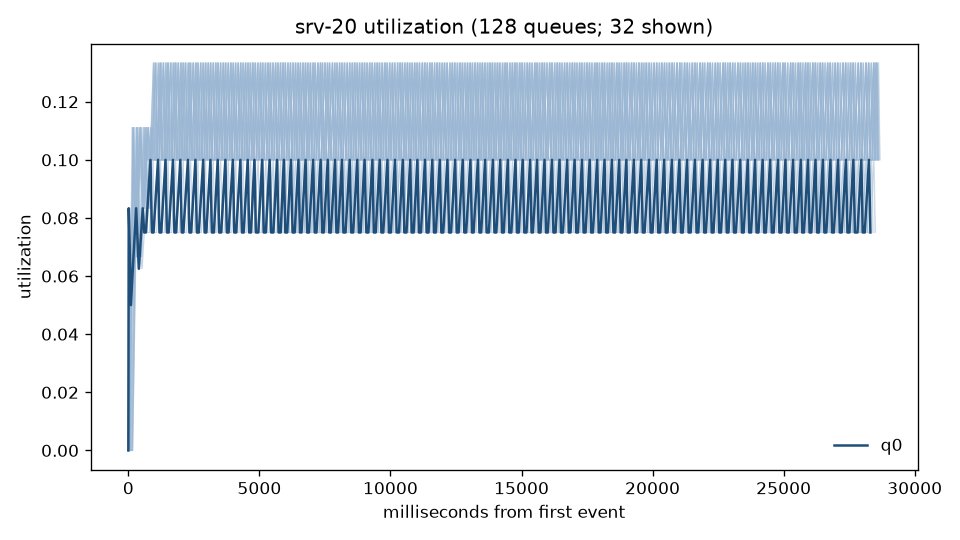 srv-20 utilization (128 queues; 32 shown)
utilization
0.12
0.10
0.08
0.06
0.04
0.02
0.00
q0
0 5000 10000 15000 20000 25000 30000
milliseconds from first event